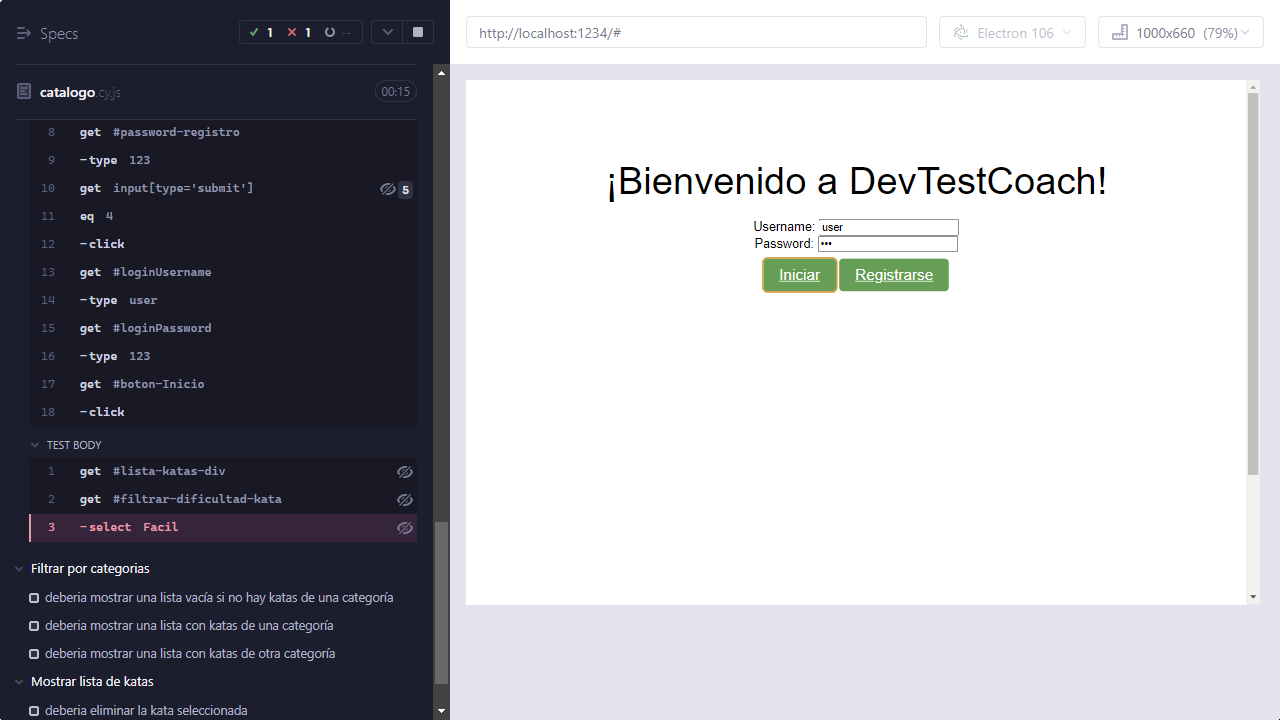 Specs
1
1
--
http://localhost:1234/#
Electron 106
1000x660 (79%)
catalogo cy.js
00:15
8 get #password-registro
9 -type 123
10 get input[type='submit'] 5
11 eq 4
12 -click
13 get #loginUsername
14 -type user
15 get #loginPassword
16 -type 123
17 get #boton-Inicio
18 -click
TEST BODY
1 get #lista-katas-div
2 get #filtrar-dificultad-kata
3 -select Facil
Filtrar por categorias
deberia mostrar una lista vacía si no hay katas de una categoría
deberia mostrar una lista con katas de una categoría
deberia mostrar una lista con katas de otra categoría
Mostrar lista de katas
deberia eliminar la kata seleccionada
¡Bienvenido a DevTestCoach!
Username: user
Password: •••
Iniciar
Registrarse